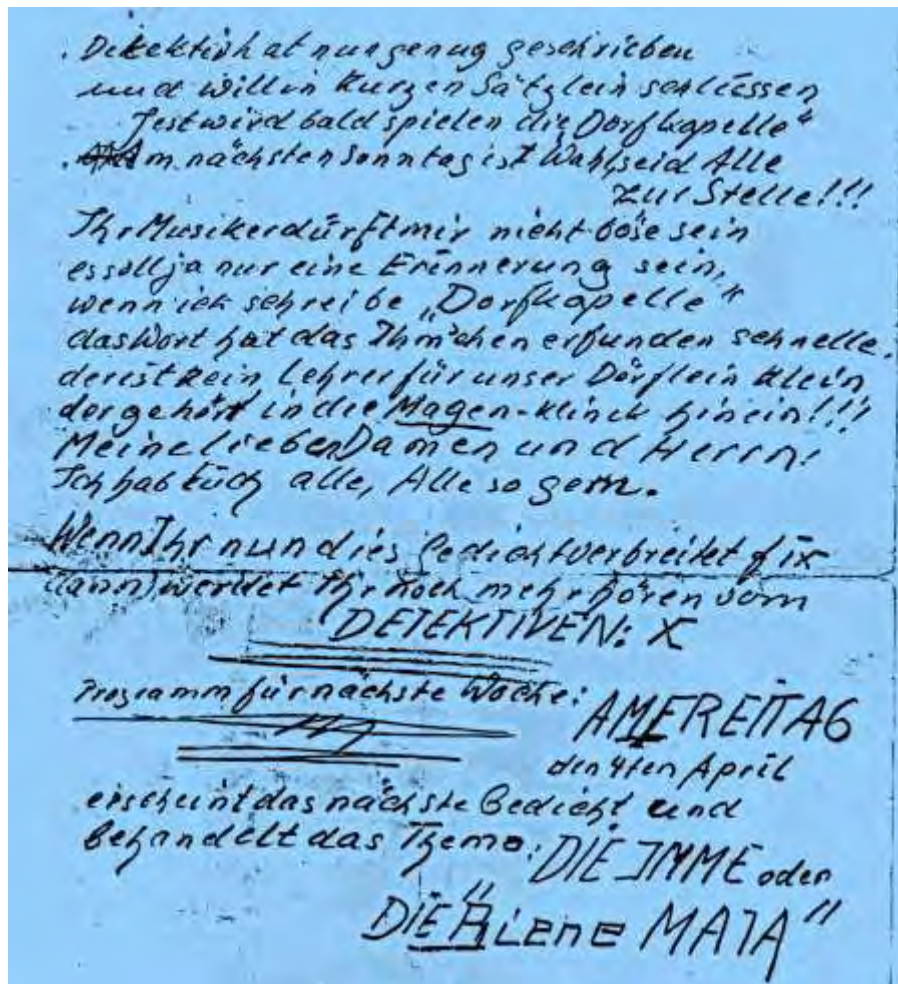 Detektiv hat nun genug geschrieben
und will in kurzen Sätzlein schliessen
Jest wird bald spielen die „Dorfkapelle“
Am nächsten Sonntag ist Wahl, seid Alle
zur Stelle!!!
Ihr Musiker dürft mir nicht böse sein
es soll ja nur eine Erinnerung sein,
wenn ich schreibe „Dorfkapelle“
das Wort hat das Ihmchen erfunden schnelle.
der ist kein Lehrer für unser Dörflein klein
der gehört in die Magen-klinik hinein!!!
Meine lieben Damen und Herrn!
Ich hab Euch alle, Alle so gern.
Wenn Ihr nun dies Gedicht verbreitet fix
dann werdet Ihr noch mehr hören vom
DETEKTIVEN: X
Programm für nächste Woche:
AM FREITAG
den 4ten April
erscheint das nächste Gedicht und
behandelt das Thema: DIE IMME oder
DIE „Biene MAJA“